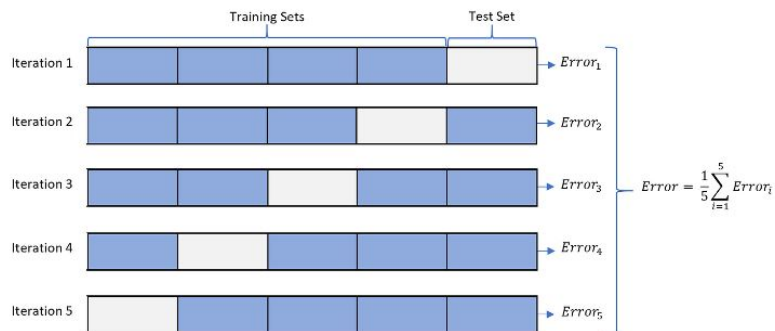 Training Sets
Test Set
Iteration 1
Error₁
Iteration 2
Error₂
Iteration 3
Error₃
Iteration 4
Error₄
Iteration 5
Error₅
Error = 1/5 ∑_{i=1}^{5} Errorᵢ